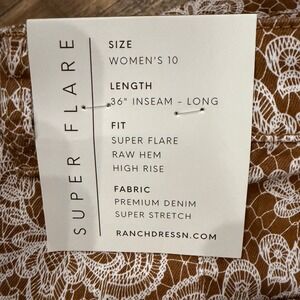 SUPER FLARE
SIZE
WOMEN'S 10
LENGTH
36" INSEAM - LONG
FIT
SUPER FLARE
RAW HEM
HIGH RISE
FABRIC
PREMIUM DENIM
SUPER STRETCH
RANCHDRESSN.COM